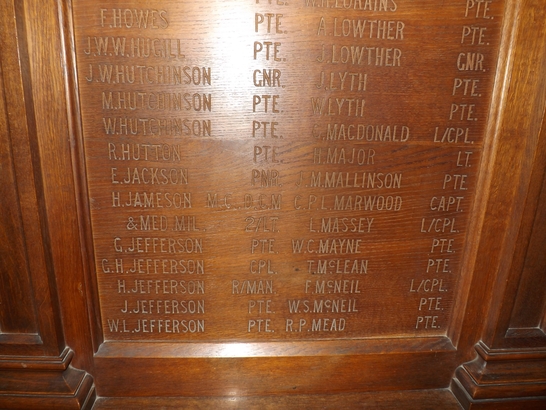 F. HOWES PTE. A. LOWTHER PTE.
J.W.W. HUGILL PTE. J. LOWTHER GNR.
J.W. HUTCHINSON GNR. J. LYTH PTE.
M. HUTCHINSON PTE. W. LYTH PTE.
W. HUTCHINSON PTE. MACDONALD L/CPL.
R. HUTTON PTE. H. MAJOR LT.
E. JACKSON PNR. J.M. MALLINSON PTE.
H. JAMESON M.C. D.C.M. C.P.L. MARWOOD CAPT.
& MED. MIL. 2/LT. L. MASSEY L/CPL.
G. JEFFERSON PTE. W.C. MAYNE PTE.
G.H. JEFFERSON CPL. T. McLEAN PTE.
H. JEFFERSON R/MAN. F. McNEIL L/CPL.
J. JEFFERSON PTE. W.S. McNEIL PTE.
W.L. JEFFERSON PTE. R.P. MEAD PTE.